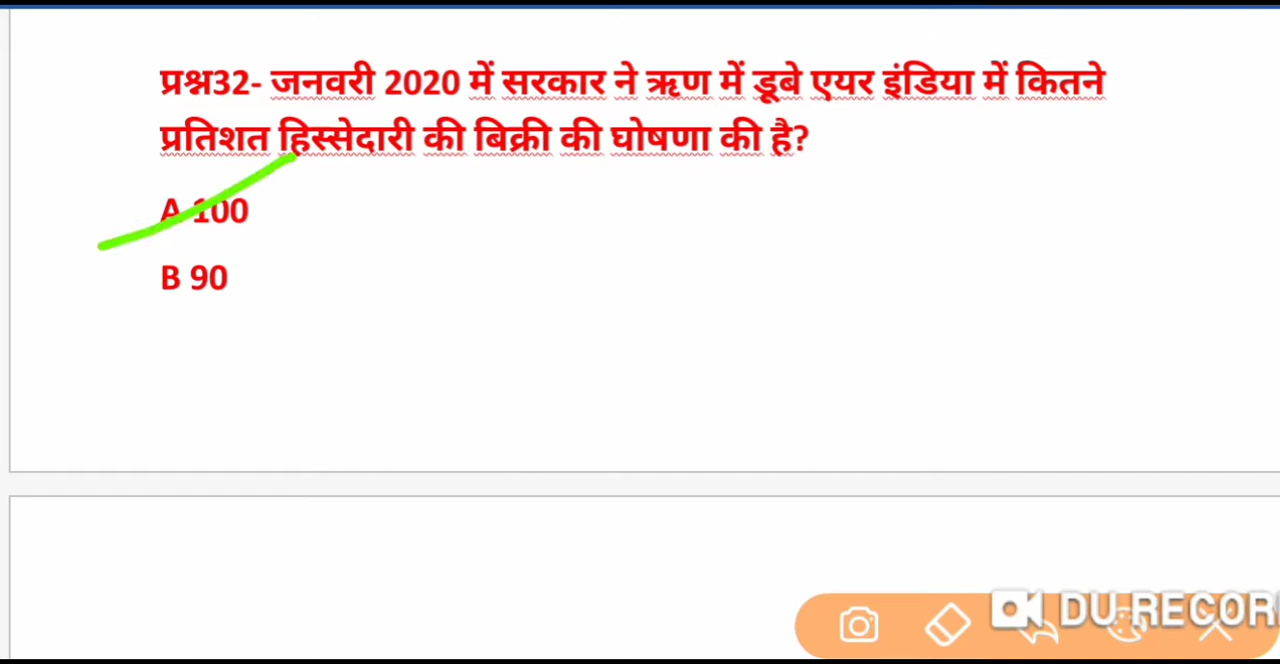 प्रश्न32- जनवरी 2020 में सरकार ने ऋण में डूबे एयर इंडिया में कितने
प्रतिशत हिस्सेदारी की बिक्री की घोषणा की है?
A 100
B 90
DU RECOR